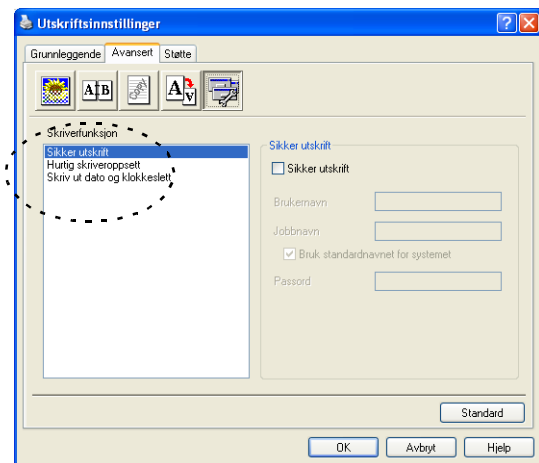 Utskriftsinnstillinger
Grunnleggende Avansert Støtte
A B A A
Skriverfunksjon
Sikker utskrift
Hurtig skriveroppsett
Skriv ut dato og klokkeslett
Sikker utskrift
Sikker utskrift
Brukernavn
Jobbnavn
Bruk standardnavnet for systemet
Passord
Standard
OK Avbryt Hjelp